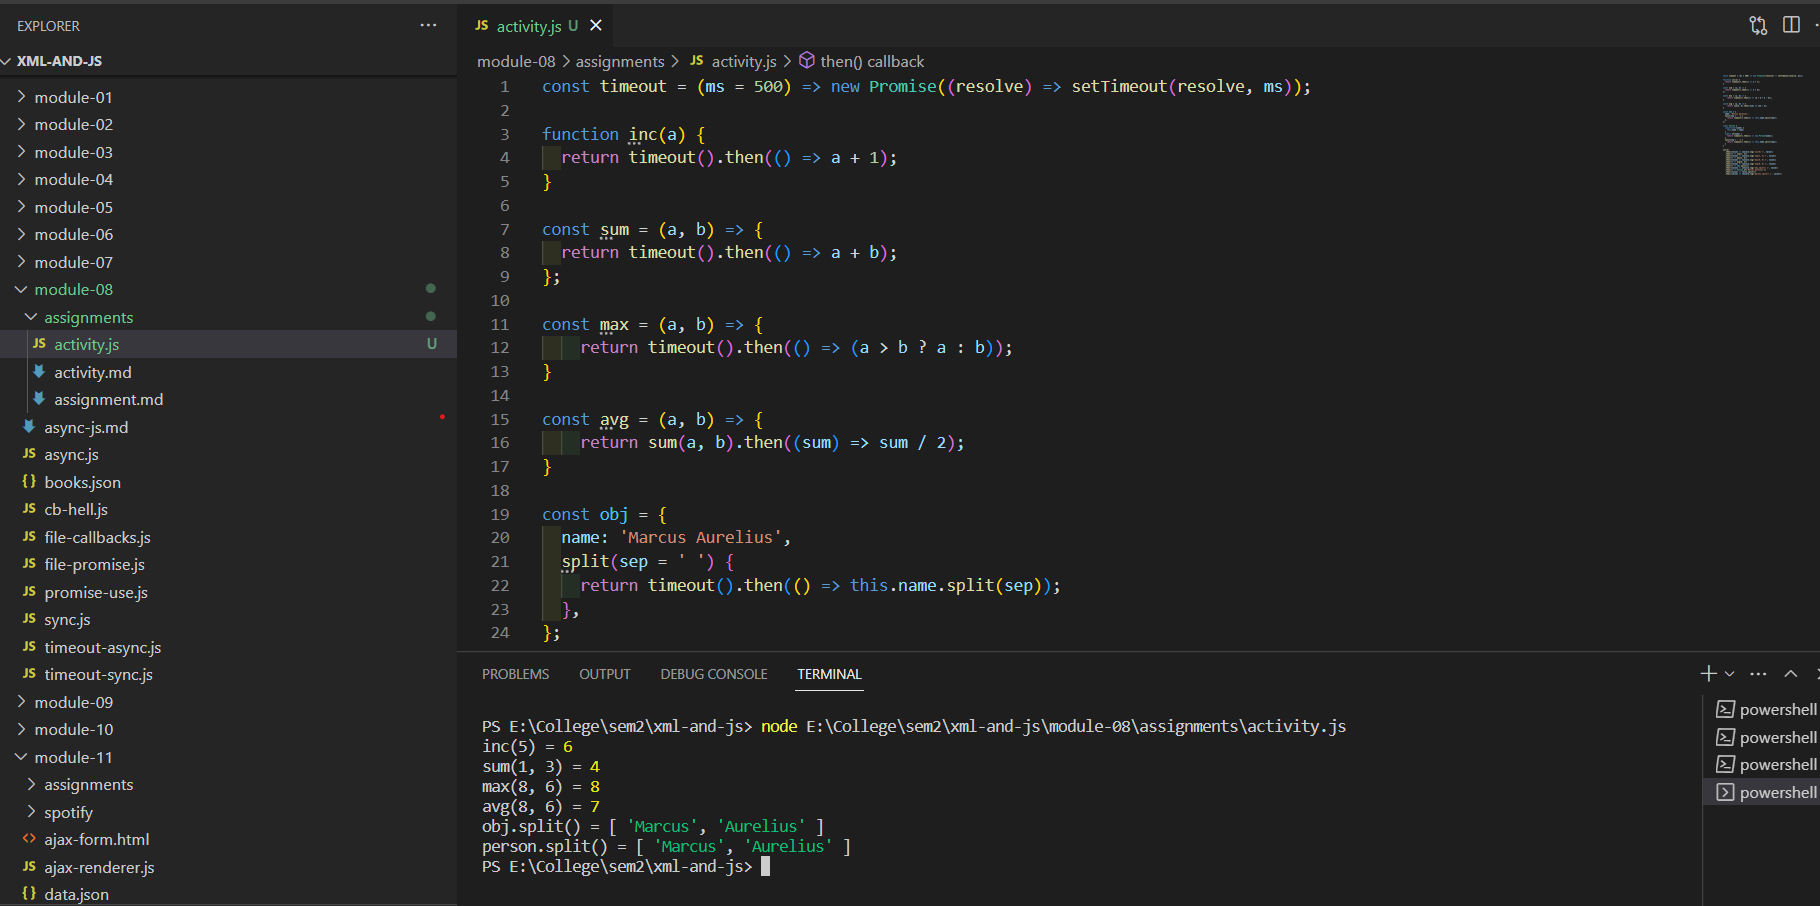 EXPLORER
XML-AND-JS
module-01
module-02
module-03
module-04
module-05
module-06
module-07
module-08
assignments
JS activity.js U
activity.md
assignment.md
async-js.md
JS async.js
{} books.json
JS cb-hell.js
JS file-callbacks.js
JS file-promise.js
JS promise-use.js
JS sync.js
JS timeout-async.js
JS timeout-sync.js
module-09
module-10
module-11
assignments
spotify
<> ajax-form.html
JS ajax-renderer.js
{} data.json
JS activity.js U
module-08 > assignments > JS activity.js > then() callback
1 const timeout = (ms = 500) => new Promise((resolve) => setTimeout(resolve, ms));
2
3 function inc(a) {
4 return timeout().then(() => a + 1);
5 }
6
7 const sum = (a, b) => {
8 return timeout().then(() => a + b);
9 };
10
11 const max = (a, b) => {
12 return timeout().then(() => (a > b ? a : b));
13 }
14
15 const avg = (a, b) => {
16 return sum(a, b).then((sum) => sum / 2);
17 }
18
19 const obj = {
20 name: 'Marcus Aurelius',
21 split(sep = ' ') {
22 return timeout().then(() => this.name.split(sep));
23 },
24 };
PROBLEMS OUTPUT DEBUG CONSOLE TERMINAL
PS E:\College\sem2\xml-and-js> node E:\College\sem2\xml-and-js\module-08\assignments\activity.js
inc(5) = 6
sum(1, 3) = 4
max(8, 6) = 8
avg(8, 6) = 7
obj.split() = [ 'Marcus', 'Aurelius' ]
person.split() = [ 'Marcus', 'Aurelius' ]
PS E:\College\sem2\xml-and-js>
powershell
powershell
powershell
powershell